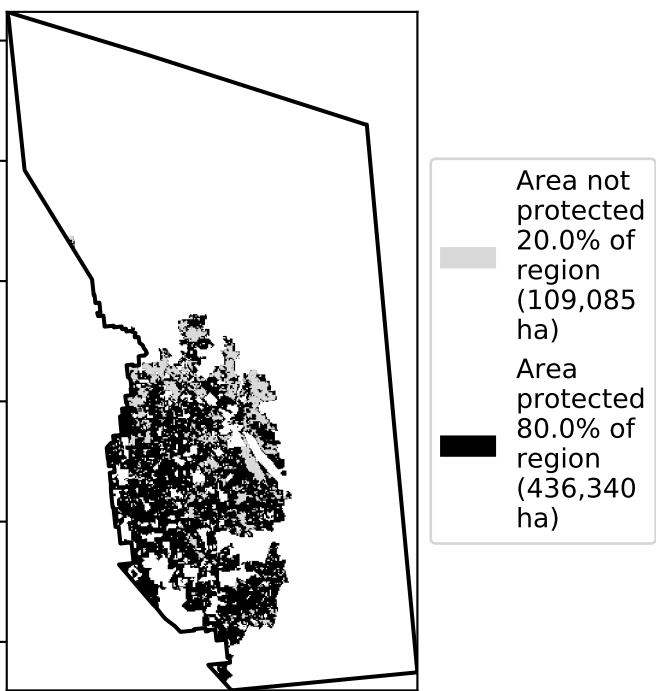 Area not
protected
20.0% of
region
(109,085
ha)
Area
protected
80.0% of
region
(436,340
ha)